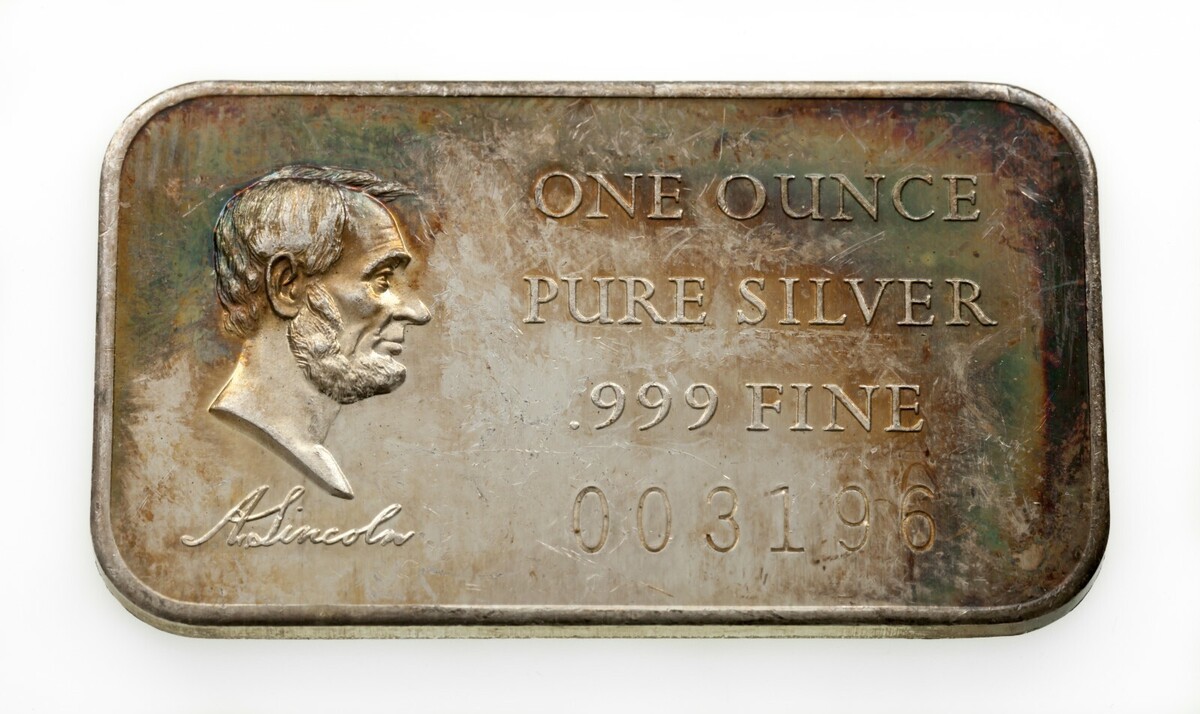 ONE OUNCE
PURE SILVER
.999 FINE
003196
A. Lincoln